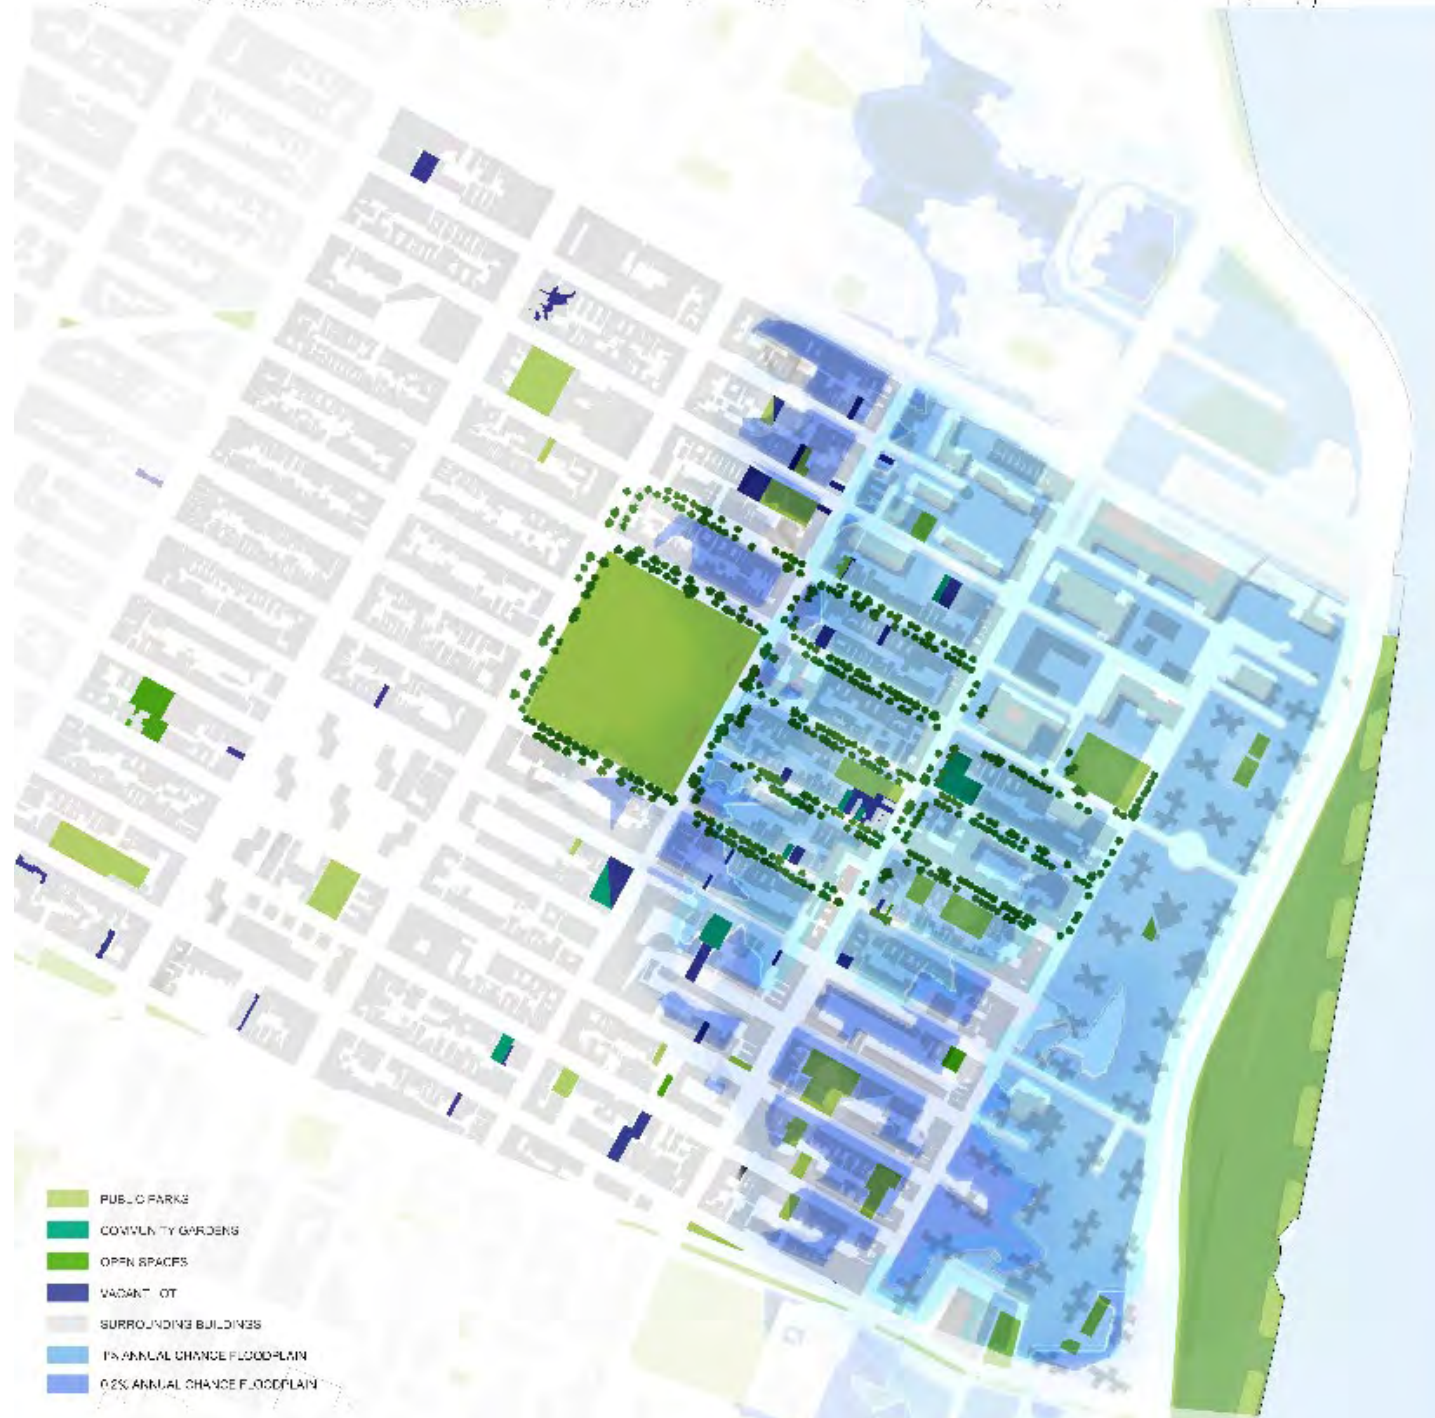 PUBLIC PARKS
COMMUNITY GARDENS
OPEN SPACES
VACANT LOT
SURROUNDING BUILDINGS
1% ANNUAL CHANCE FLOODPLAIN
0.2% ANNUAL CHANCE FLOODPLAIN